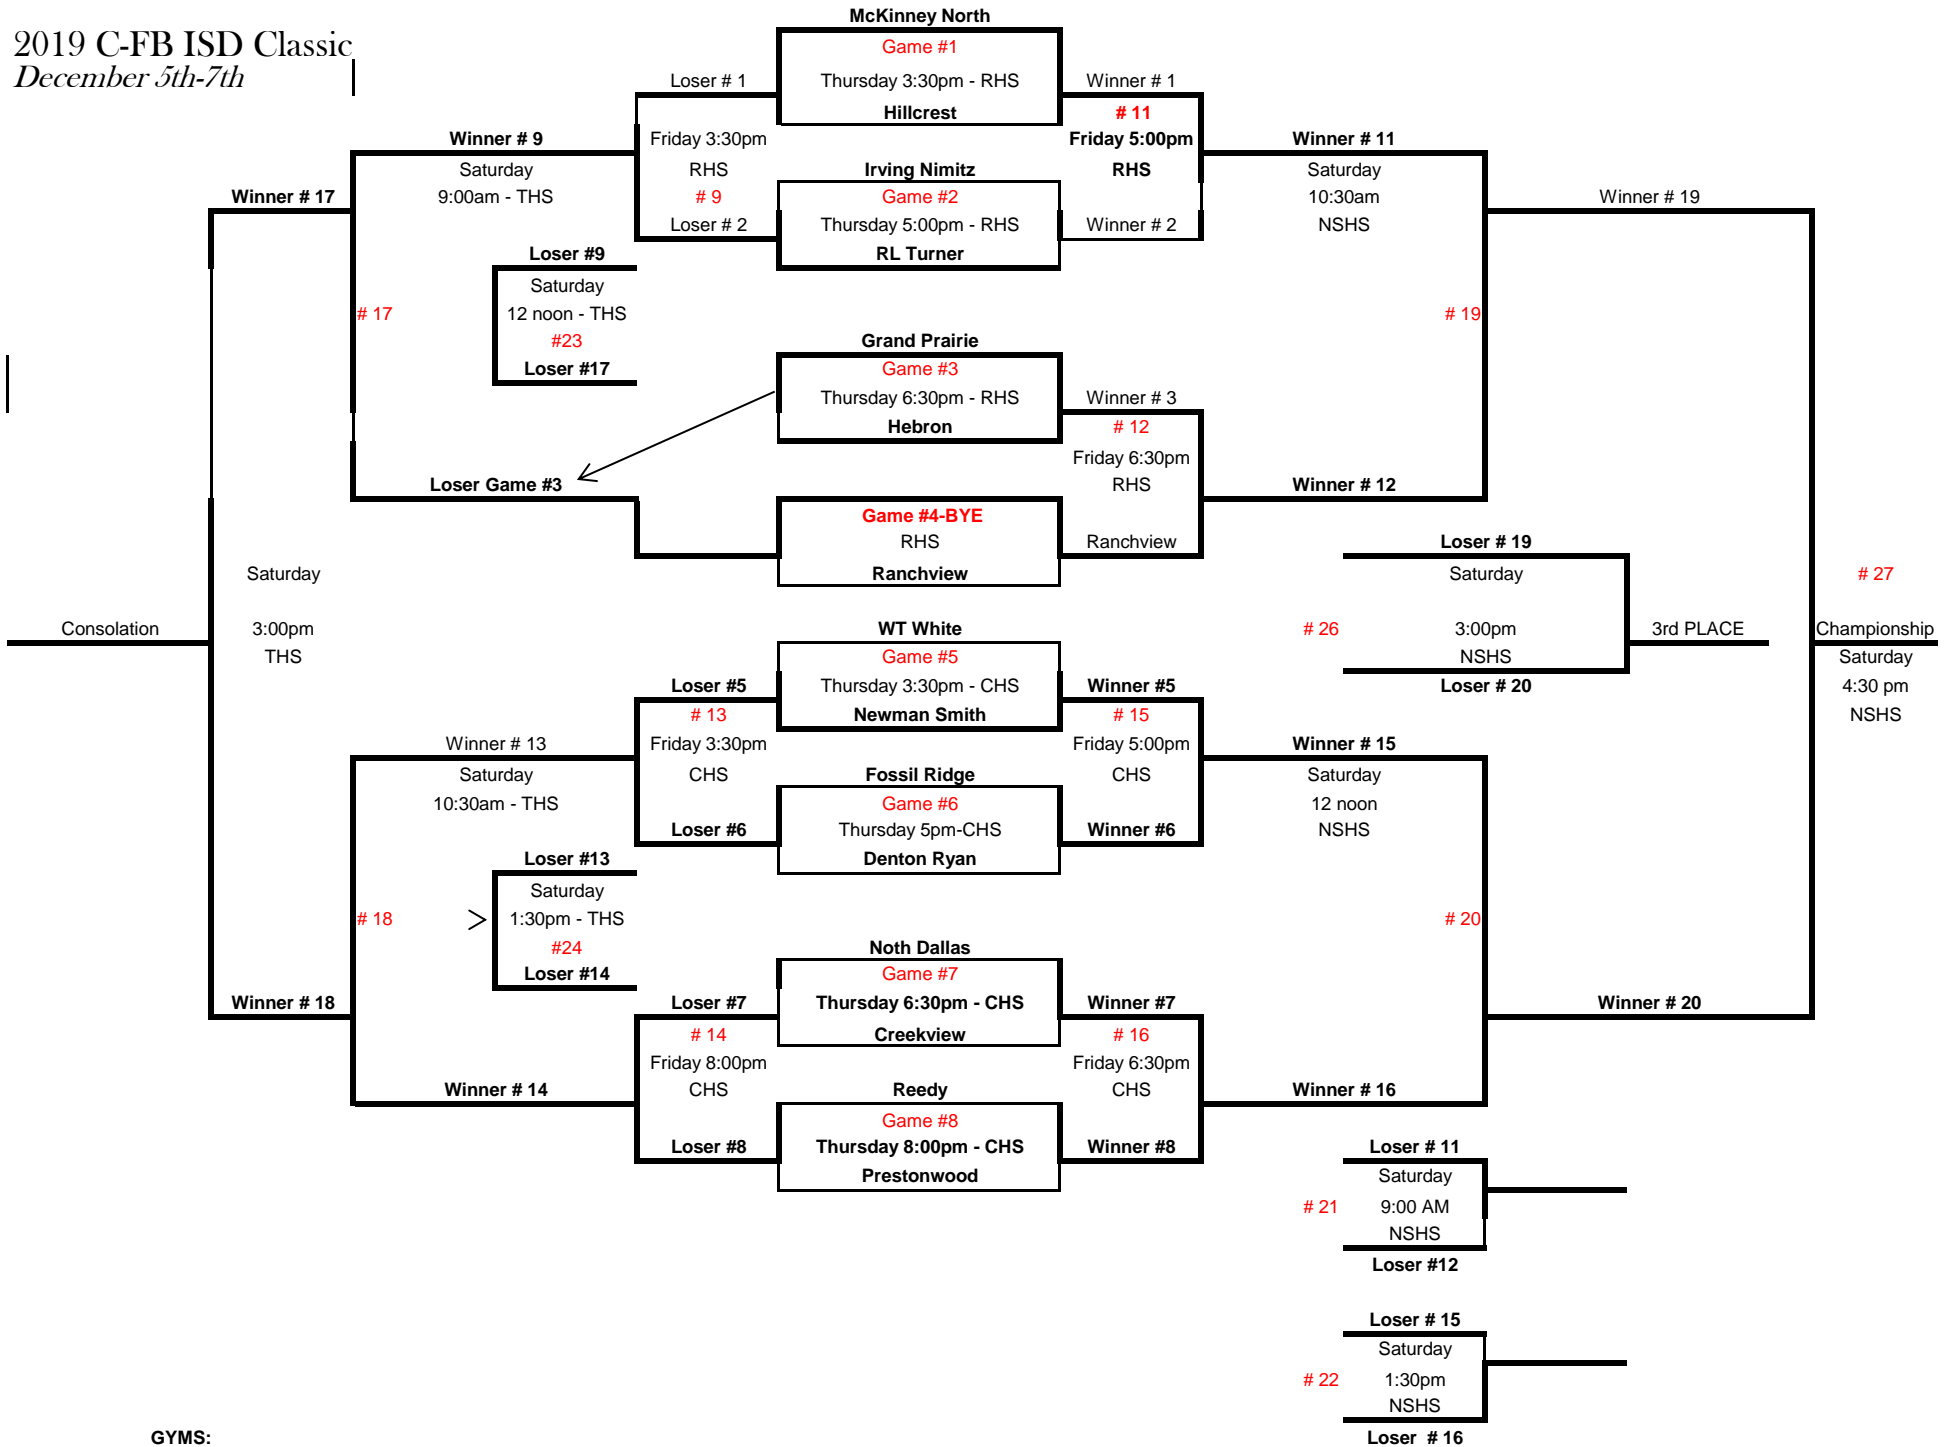 2019 C-FB ISD Classic
December 5th-7th
McKinney North
Game #1
Thursday 3:30pm - RHS
Hillcrest
Loser # 1
Winner # 1
# 11
Friday 5:00pm
RHS
Winner # 2
Friday 3:30pm
RHS
# 9
Loser # 2
Irving Nimitz
Game #2
Thursday 5:00pm - RHS
RL Turner
Winner # 9
Saturday
9:00am - THS
Winner # 17
Winner # 11
Saturday
10:30am
NSHS
Winner # 19
Loser #9
Saturday
12 noon - THS
#23
Loser #17
# 17
# 19
Grand Prairie
Game #3
Thursday 6:30pm - RHS
Hebron
Winner # 3
# 12
Friday 6:30pm
RHS
Ranchview
Loser Game #3
Winner # 12
Game #4-BYE
RHS
Ranchview
Loser # 19
Saturday
# 26
3:00pm
NSHS
Loser # 20
3rd PLACE
# 27
Championship
Saturday
4:30 pm
NSHS
Consolation
Saturday
3:00pm
THS
WT White
Game #5
Thursday 3:30pm - CHS
Newman Smith
Loser #5
# 13
Friday 3:30pm
CHS
Loser #6
Winner #5
# 15
Friday 5:00pm
CHS
Winner #6
Fossil Ridge
Game #6
Thursday 5pm-CHS
Denton Ryan
Winner # 13
Saturday
10:30am - THS
Winner # 15
Saturday
12 noon
NSHS
Loser #13
Saturday
1:30pm - THS
#24
Loser #14
# 18
# 20
Noth Dallas
Game #7
Thursday 6:30pm - CHS
Creekview
Winner # 18
Loser #7
# 14
Friday 8:00pm
CHS
Loser #8
Winner #7
# 16
Friday 6:30pm
CHS
Winner #8
Winner # 20
Winner # 14
Reedy
Game #8
Thursday 8:00pm - CHS
Prestonwood
Winner # 16
Loser # 11
Saturday
# 21
9:00 AM
NSHS
Loser #12
Loser # 15
Saturday
# 22
1:30pm
NSHS
Loser # 16
GYMS: